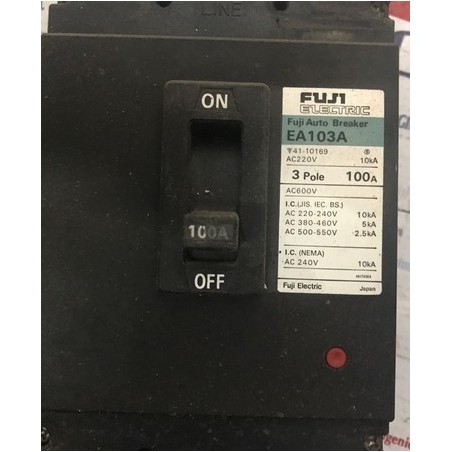 LINE
ON
100A
OFF
FUJI
ELECTRIC
Fuji Auto Breaker
EA103A
〒41-10169
AC220V 10kA
3 Pole 100A
AC600V
I.C.(JIS. IEC. BS.)
AC 220-240V 10kA
AC 380-460V 5kA
AC 500-550V 2.5kA
I.C.(NEMA)
AC 240V 10kA
Fuji Electric Japan